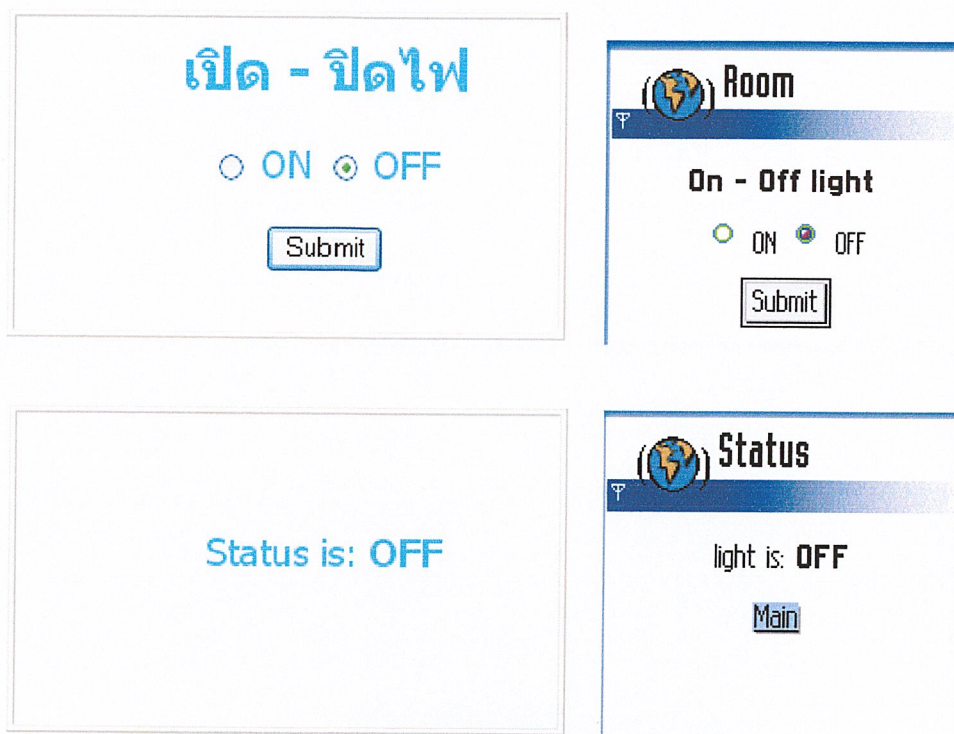 เปิด - ปิดไฟ
ON OFF
Submit
Room
On - Off light
ON OFF
Submit
Status is: OFF
Status
light is: OFF
Main